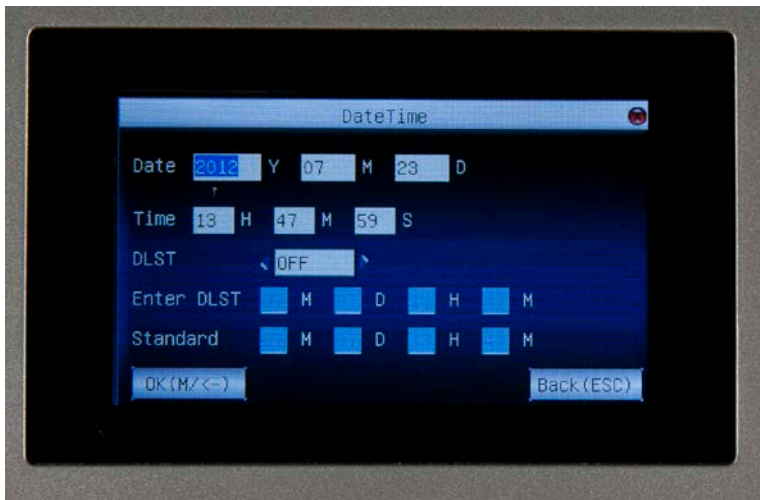 DateTime
Date 2012 Y 07 M 23 D
Time 13 H 47 M 59 S
DLST OFF
Enter DLST M D H M
Standard M D H M
OK(M/<-) Back(ESC)